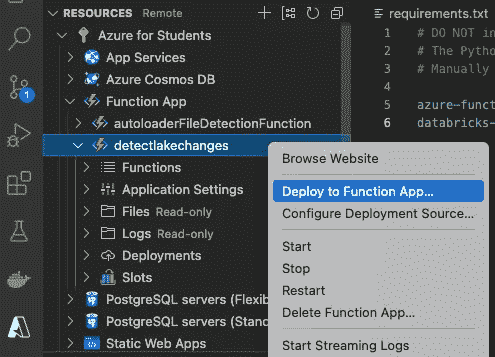 RESOURCES Remote
Azure for Students
App Services
Azure Cosmos DB
Function App
autoloaderFileDetectionFunction
detectlakechanges
Functions
Application Settings
Files Read-only
Logs Read-only
Deployments
Slots
PostgreSQL servers (Flexib
PostgreSQL servers (Stand
Static Web Apps
1
requirements.txt
1 # DO NOT in
2 # The Pytho
3 # Manually
4
5 azure-funct
6 databricks-
Browse Website
Deploy to Function App...
Configure Deployment Source...
Start
Stop
Restart
Delete Function App...
Start Streaming Logs